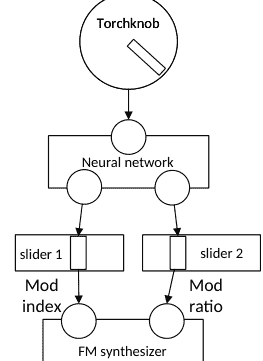 Torchknob
Neural network
slider 1
slider 2
Mod
index
Mod
ratio
FM synthesizer